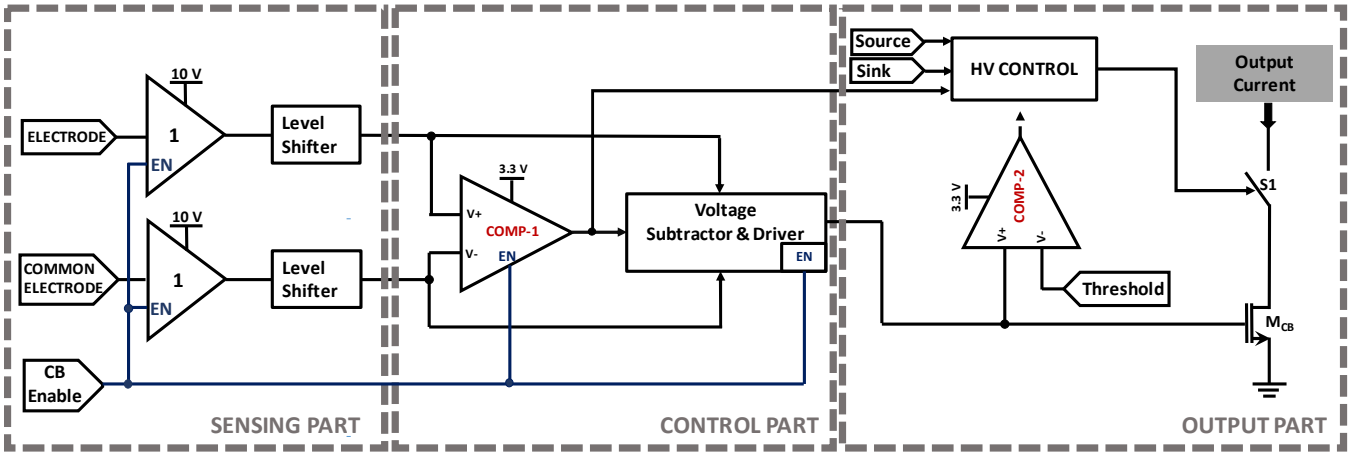 10 V
ELECTRODE
1
EN
Level
Shifter
10 V
COMMON
ELECTRODE
1
EN
Level
Shifter
CB
Enable
SENSING PART
3.3 V
V+
COMP-1
V-
EN
Voltage
Subtractor & Driver
EN
CONTROL PART
Source
Sink
HV CONTROL
Output
Current
S1
3.3 V
COMP-2
V+
V-
Threshold
MCB
OUTPUT PART